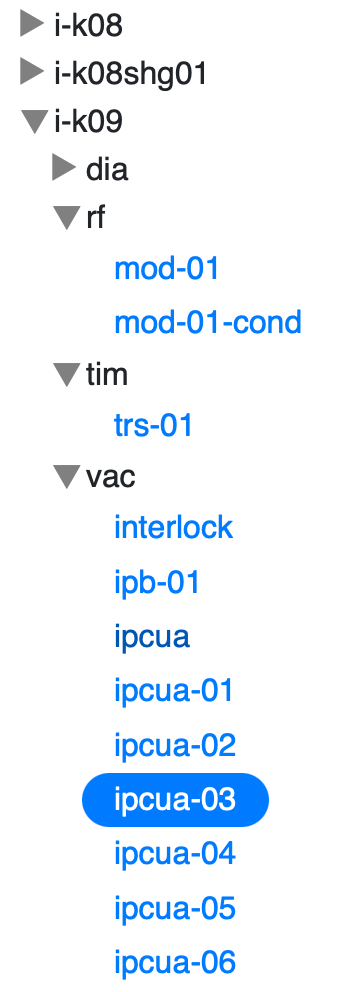 i-k08
i-k08shg01
i-k09
dia
rf
mod-01
mod-01-cond
tim
trs-01
vac
interlock
ipb-01
ipcua
ipcua-01
ipcua-02
ipcua-03
ipcua-04
ipcua-05
ipcua-06